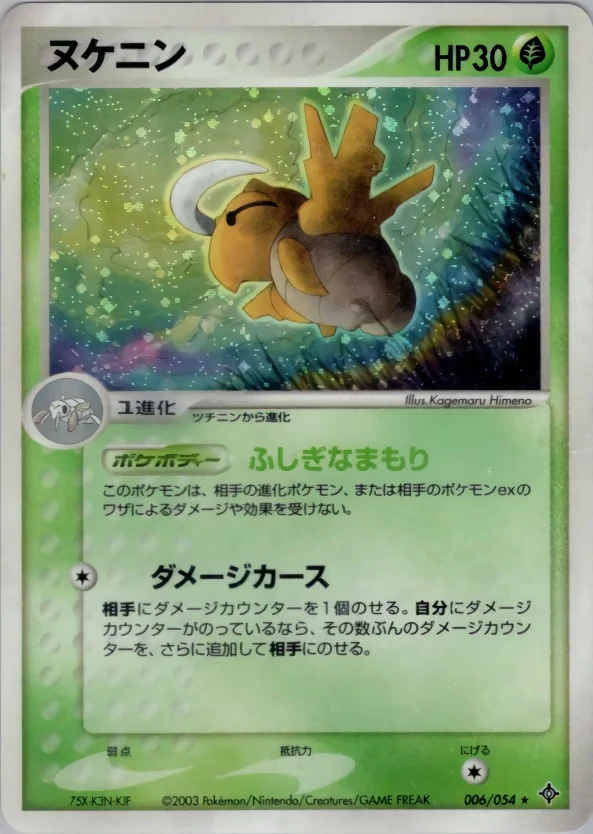 ヌケニン
HP30
Illus.Kagemaru Himeno
1進化
ツチニンから進化
ポケボディー ふしぎなまもり
このポケモンは、相手の進化ポケモン、または相手のポケモンexの
ワザによるダメージや効果を受けない。
ダメージカース
相手にダメージカウンターを1個のせる。自分にダメージ
カウンターがのっているなら、その数ぶんのダメージカウン
ターを、さらに追加して相手にのせる。
弱点 抵抗力 にげる
75X-K3N-KJF ©2003 Pokémon/Nintendo/Creatures/GAME FREAK 006/054 ★